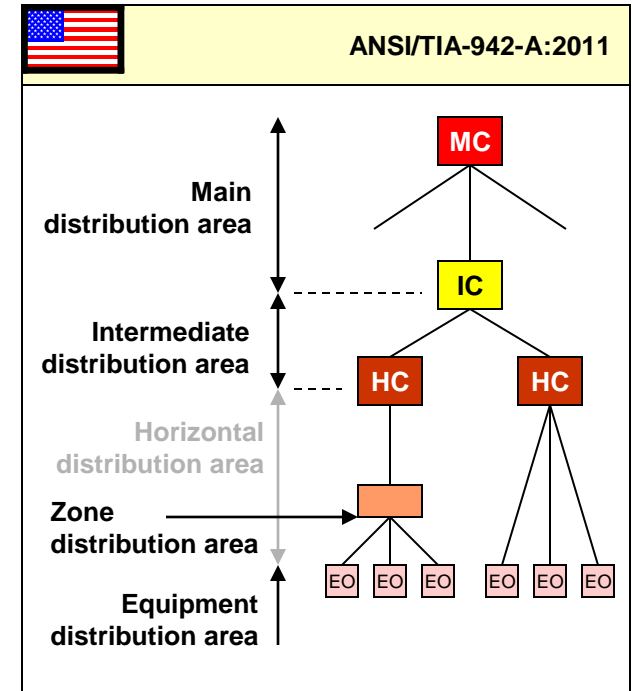 ANSI/TIA-942-A:2011
MC
Main
distribution area
IC
Intermediate
distribution area
HC
HC
Horizontal
distribution area
Zone
distribution area
EO
EO
EO
EO
EO
EO
Equipment
distribution area